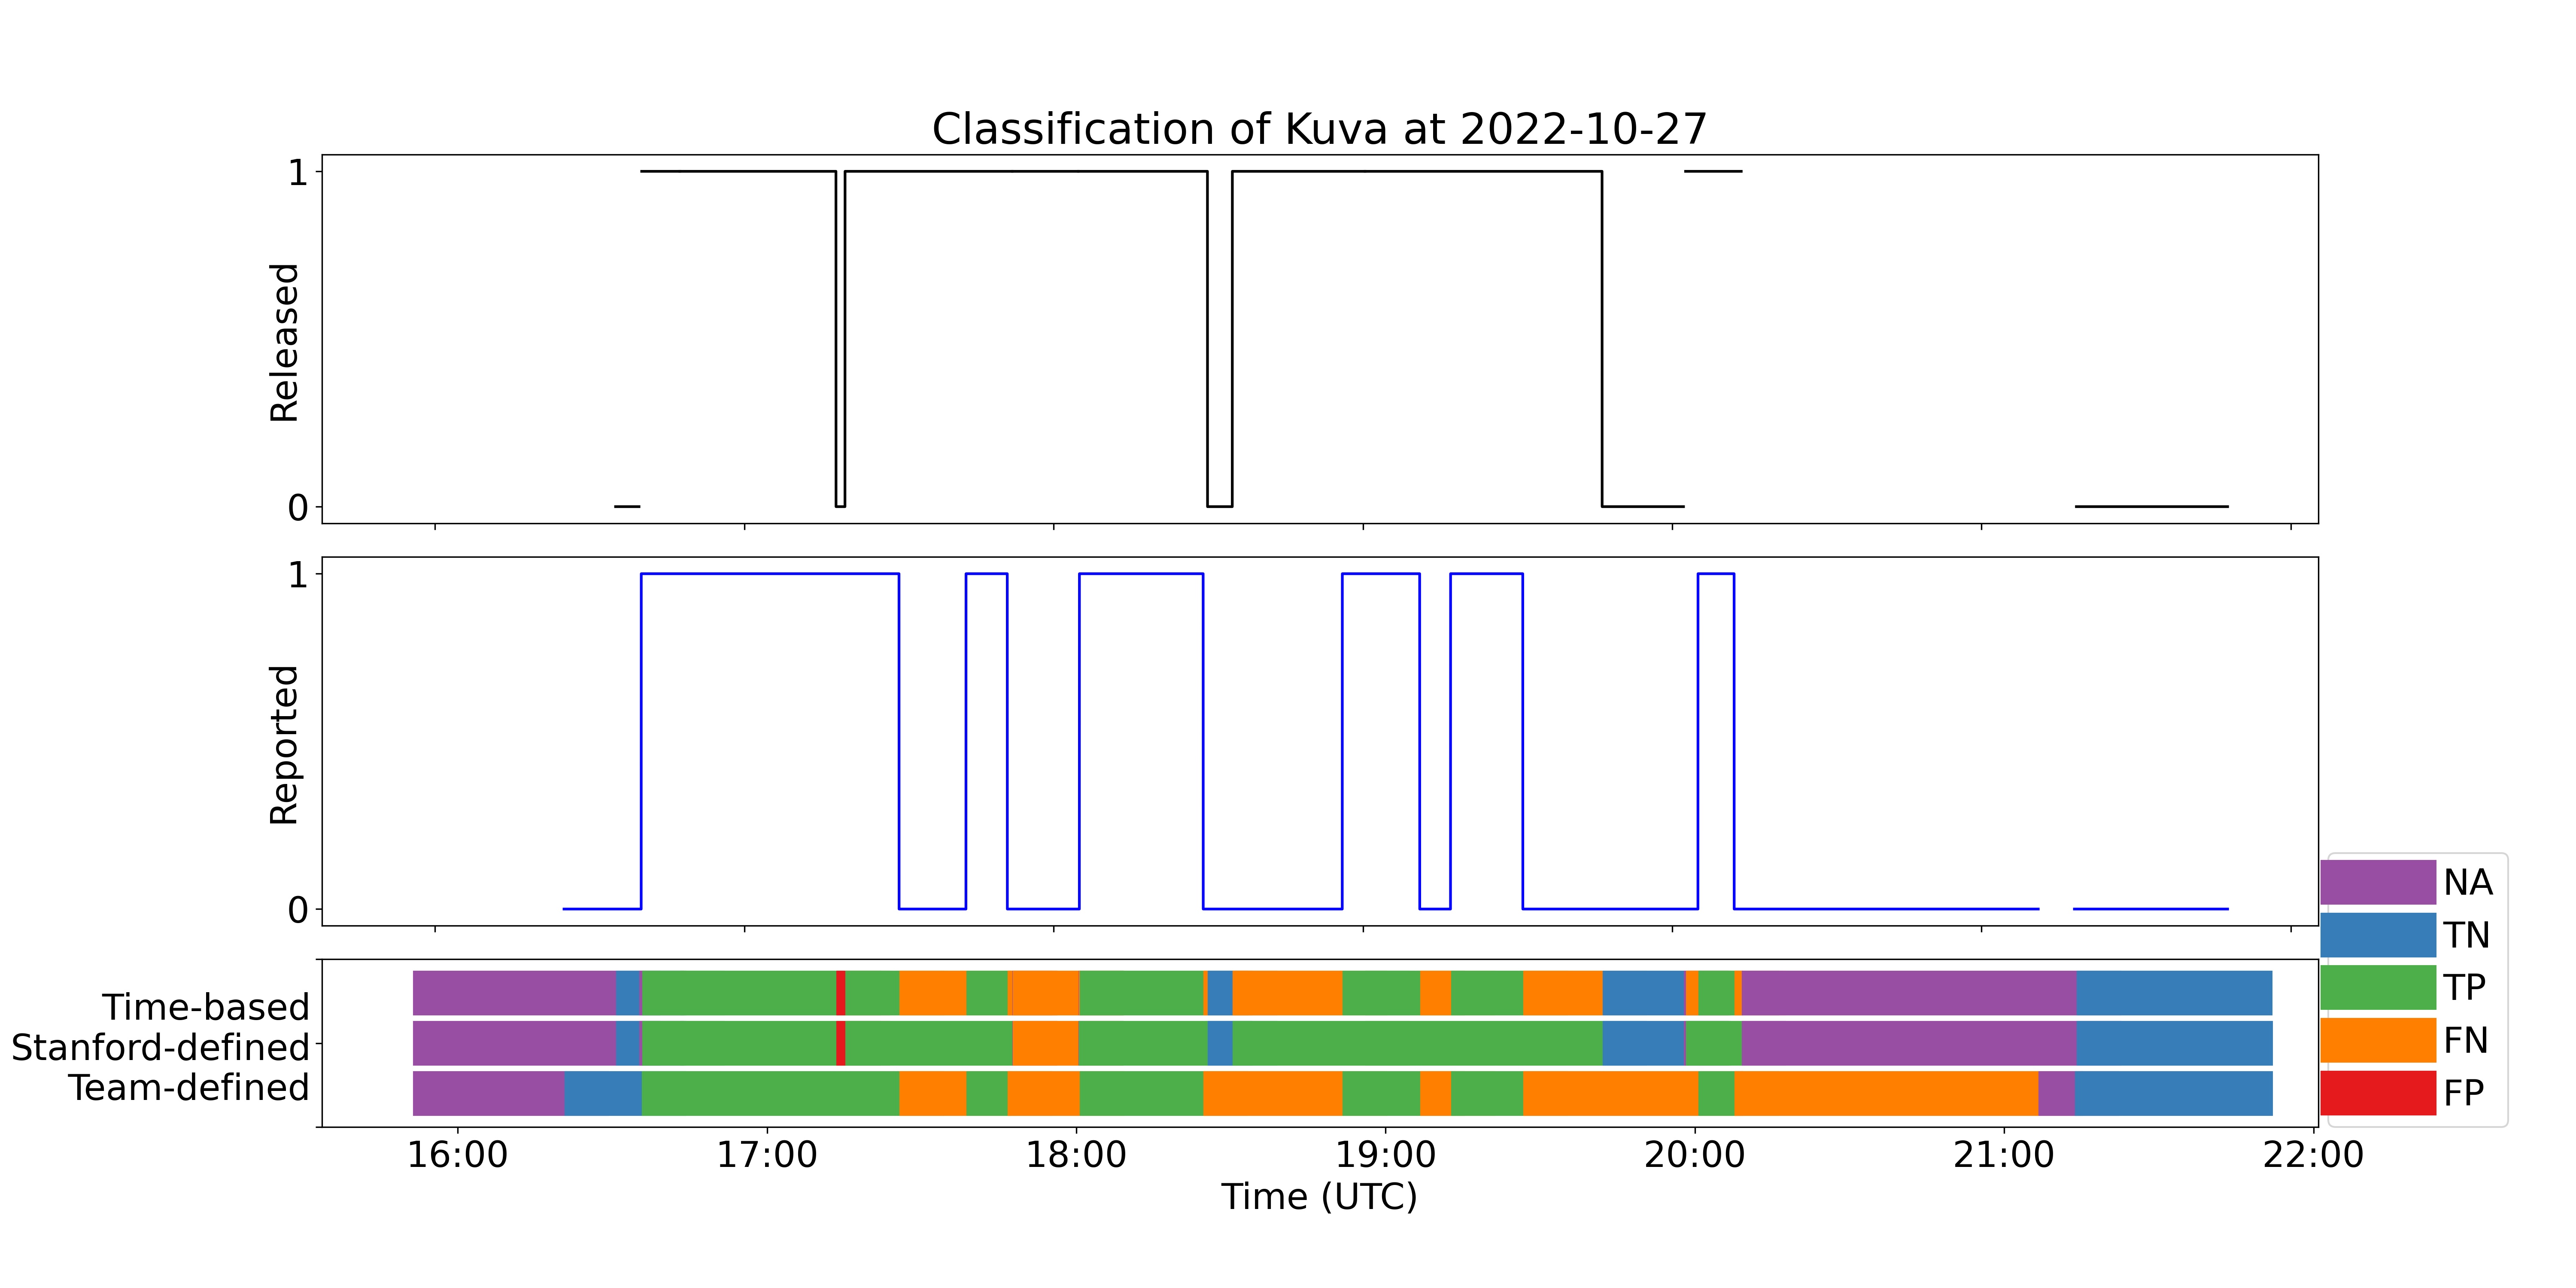 Classification of Kuva at 2022-10-27
1
Released
0
1
Reported
0
NA
TN
TP
FN
FP
Time-based
Stanford-defined
Team-defined
16:00 17:00 18:00 19:00 20:00 21:00 22:00
Time (UTC)